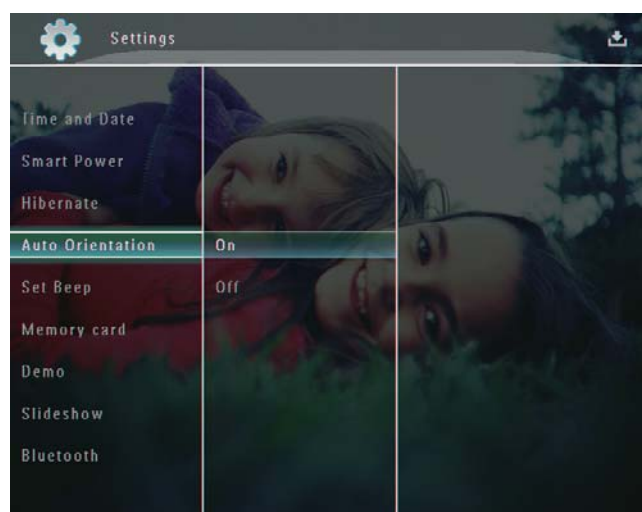 Settings
Time and Date
Smart Power
Hibernate
Auto Orientation
On
Set Beep
Off
Memory card
Demo
Slideshow
Bluetooth